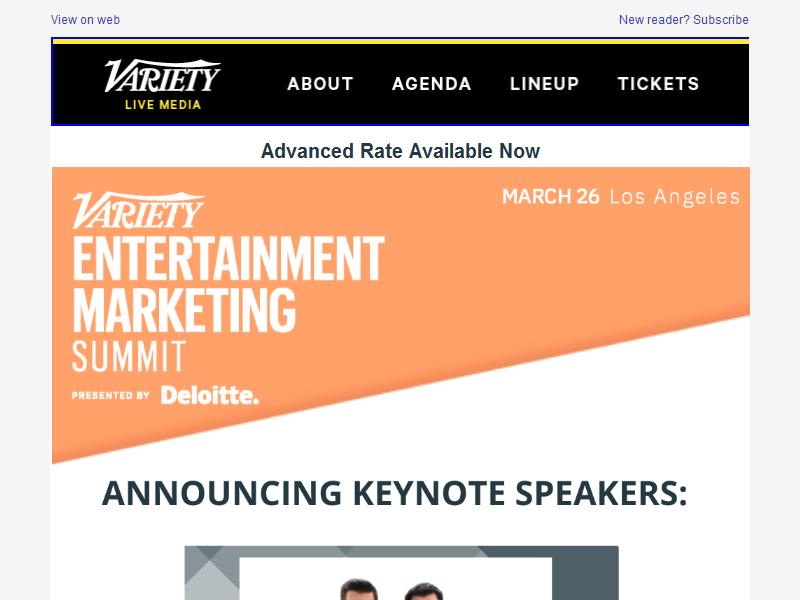 View on web
New reader? Subscribe
VARIETY
LIVE MEDIA
ABOUT AGENDA LINEUP TICKETS
Advanced Rate Available Now
MARCH 26 Los Angeles
VARIETY
ENTERTAINMENT
MARKETING
SUMMIT
PRESENTED BY Deloitte.
ANNOUNCING KEYNOTE SPEAKERS: